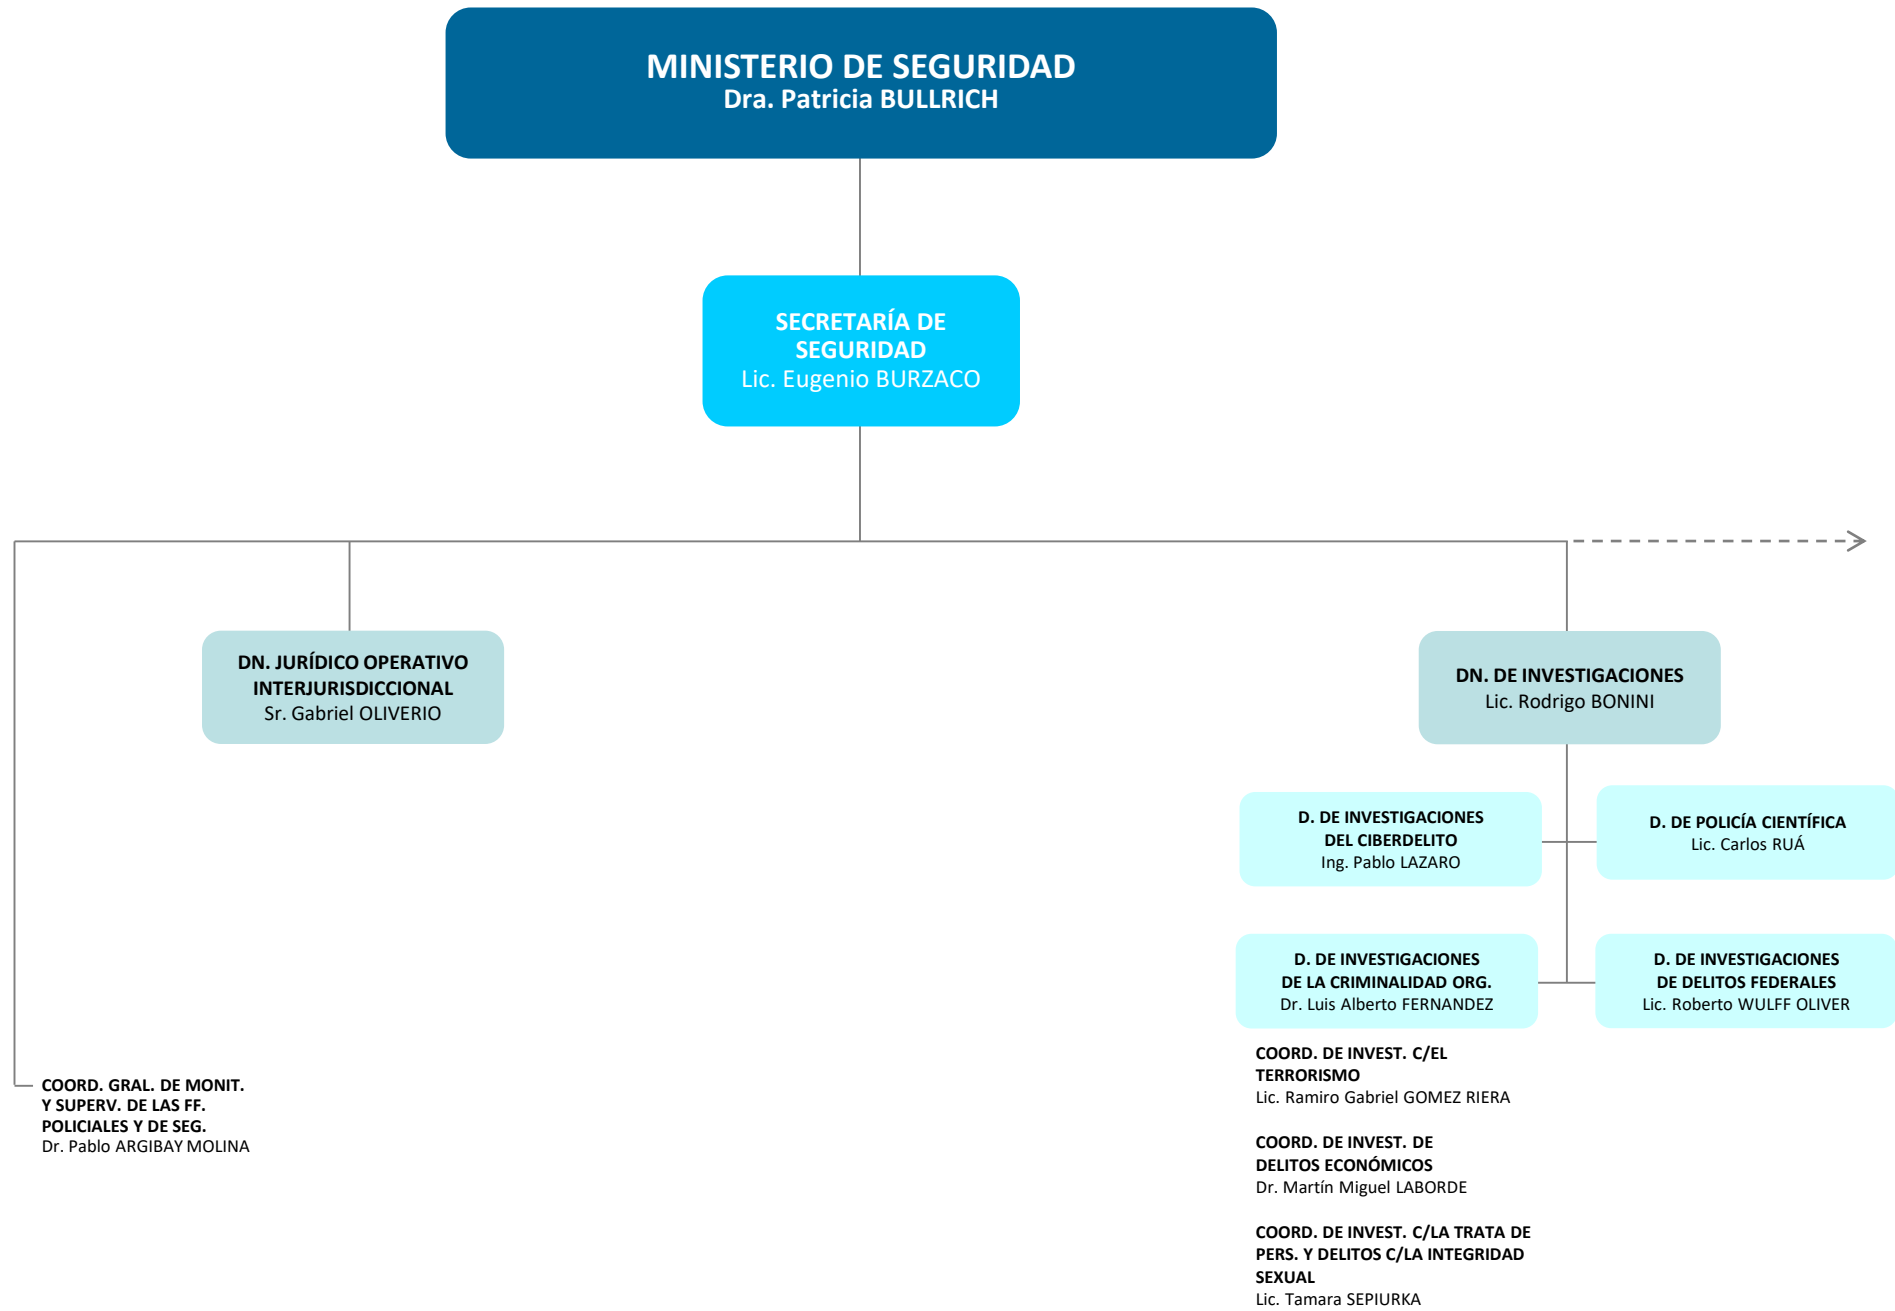 MINISTERIO DE SEGURIDAD
Dra. Patricia BULLRICH
SECRETARÍA DE
SEGURIDAD
Lic. Eugenio BURZACO
DN. JURÍDICO OPERATIVO
INTERJURISDICCIONAL
Sr. Gabriel OLIVERIO
DN. DE INVESTIGACIONES
Lic. Rodrigo BONINI
D. DE INVESTIGACIONES
DEL CIBERDELITO
Ing. Pablo LAZARO
D. DE POLICÍA CIENTÍFICA
Lic. Carlos RUÁ
D. DE INVESTIGACIONES
DE LA CRIMINALIDAD ORG.
Dr. Luis Alberto FERNANDEZ
D. DE INVESTIGACIONES
DE DELITOS FEDERALES
Lic. Roberto WULFF OLIVER
COORD. GRAL. DE MONIT.
Y SUPERV. DE LAS FF.
POLICIALES Y DE SEG.
Dr. Pablo ARGIBAY MOLINA
COORD. DE INVEST. C/EL
TERRORISMO
Lic. Ramiro Gabriel GOMEZ RIERA
COORD. DE INVEST. DE
DELITOS ECONÓMICOS
Dr. Martín Miguel LABORDE
COORD. DE INVEST. C/LA TRATA DE
PERS. Y DELITOS C/LA INTEGRIDAD
SEXUAL
Lic. Tamara SEPIURKA